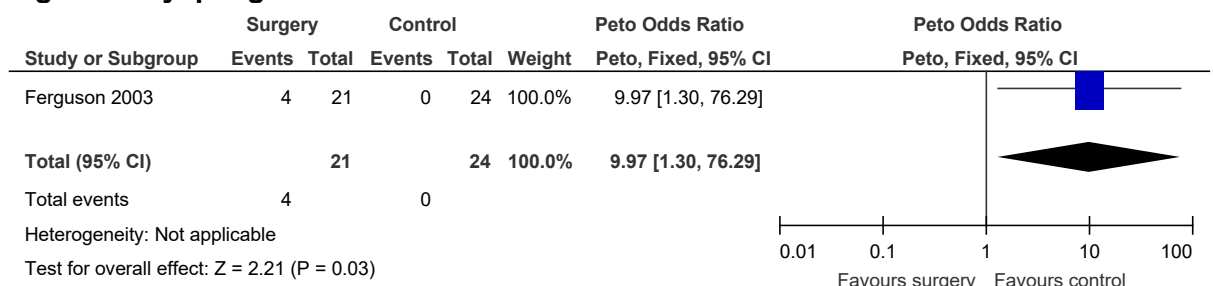 Surgery Control Peto Odds Ratio Peto Odds Ratio
Study or Subgroup Events Total Events Total Weight Peto, Fixed, 95% CI Peto, Fixed, 95% CI
Ferguson 2003 4 21 0 24 100.0% 9.97 [1.30, 76.29]
Total (95% CI) 21 24 100.0% 9.97 [1.30, 76.29]
Total events 4 0
Heterogeneity: Not applicable
Test for overall effect: Z = 2.21 (P = 0.03)
0.01 0.1 1 10 100
Favours surgery Favours control